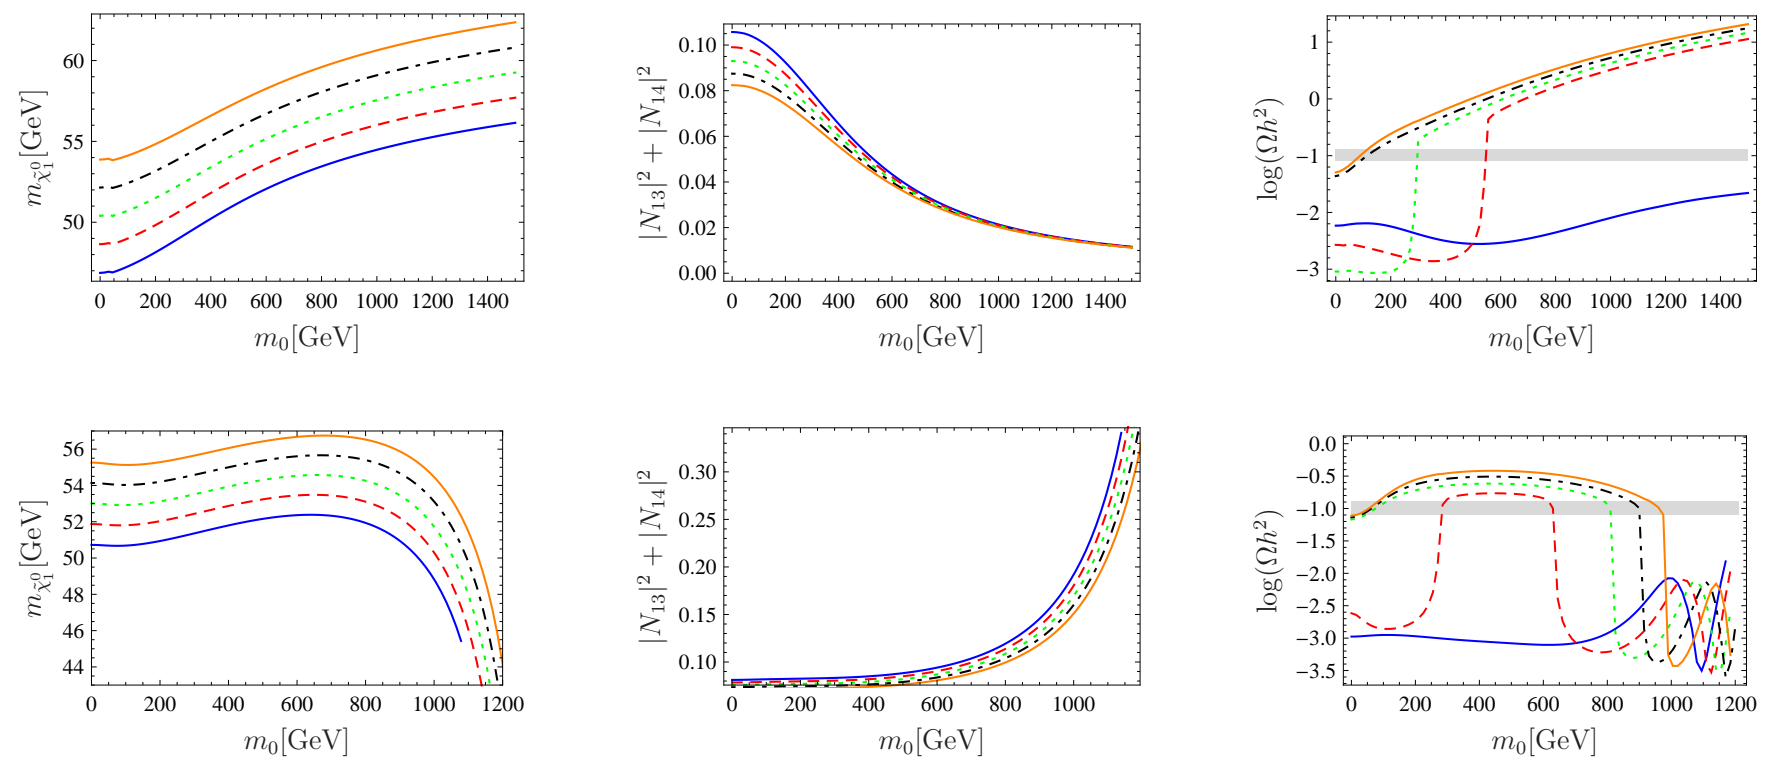 m_{χ̃_1^0}[GeV]
60
55
50
0 200 400 600 800 1000 1200 1400
m_0[GeV]
|N_{13}|^2 + |N_{14}|^2
0.10
0.08
0.06
0.04
0.02
0.00
0 200 400 600 800 1000 1200 1400
m_0[GeV]
log(Ωh^2)
1
0
−1
−2
−3
0 200 400 600 800 1000 1200 1400
m_0[GeV]
m_{χ̃_1^0}[GeV]
56
54
52
50
48
46
44
0 200 400 600 800 1000 1200
m_0[GeV]
|N_{13}|^2 + |N_{14}|^2
0.30
0.25
0.20
0.15
0.10
0 200 400 600 800 1000
m_0[GeV]
log(Ωh^2)
0.0
−0.5
−1.0
−1.5
−2.0
−2.5
−3.0
−3.5
0 200 400 600 800 1000 1200
m_0[GeV]